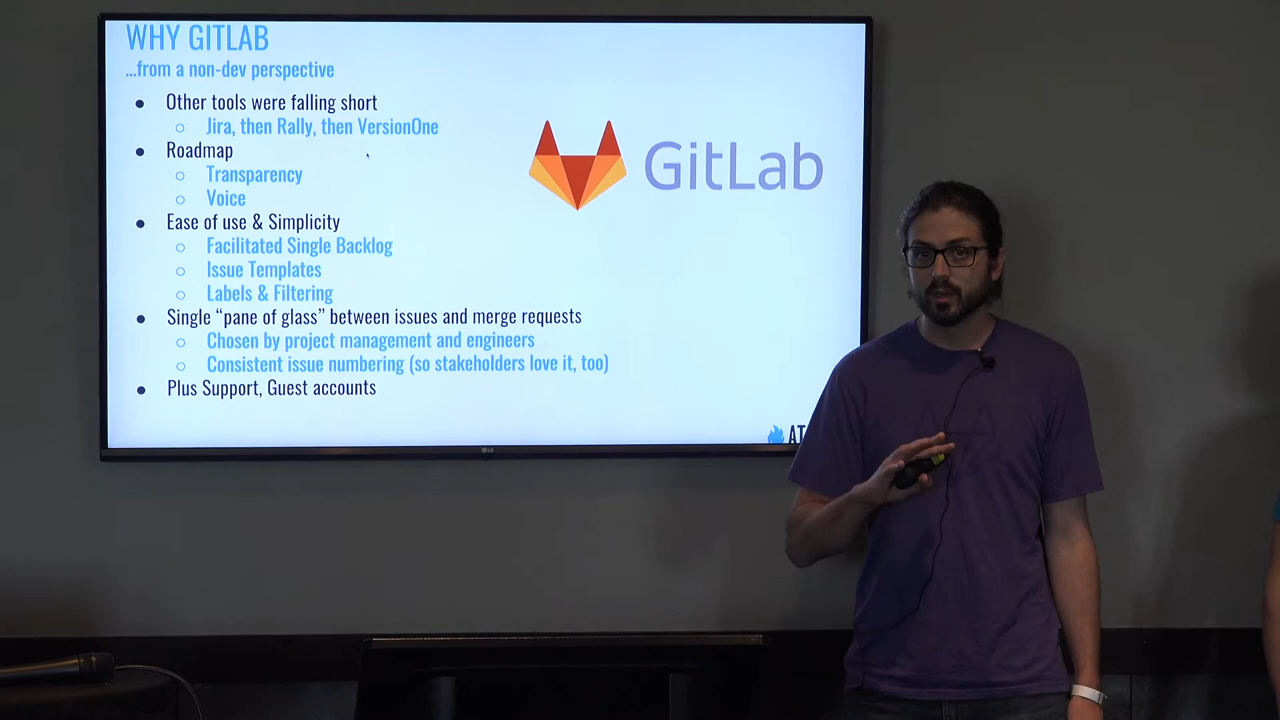 WHY GITLAB
...from a non-dev perspective
● Other tools were falling short
○ Jira, then Rally, then VersionOne
● Roadmap
○ Transparency
○ Voice
● Ease of use & Simplicity
○ Facilitated Single Backlog
○ Issue Templates
○ Labels & Filtering
● Single “pane of glass” between issues and merge requests
○ Chosen by project management and engineers
○ Consistent issue numbering (so stakeholders love it, too)
● Plus Support, Guest accounts
GitLab
AT
LG